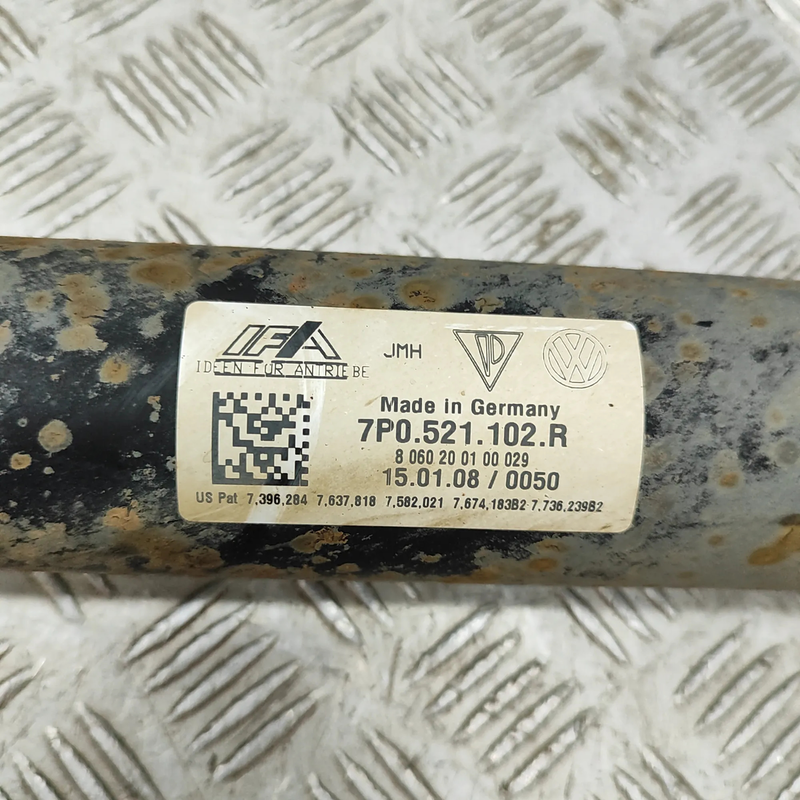 IFA
IDEEN FÜR ANTRIEBE
JMH
Made in Germany
7P0.521.102.R
8 060 20 01 00 029
15.01.08 / 0050
US Pat 7,396,284 7,637,818 7,582,021 7,674,183B2 7,736,239B2